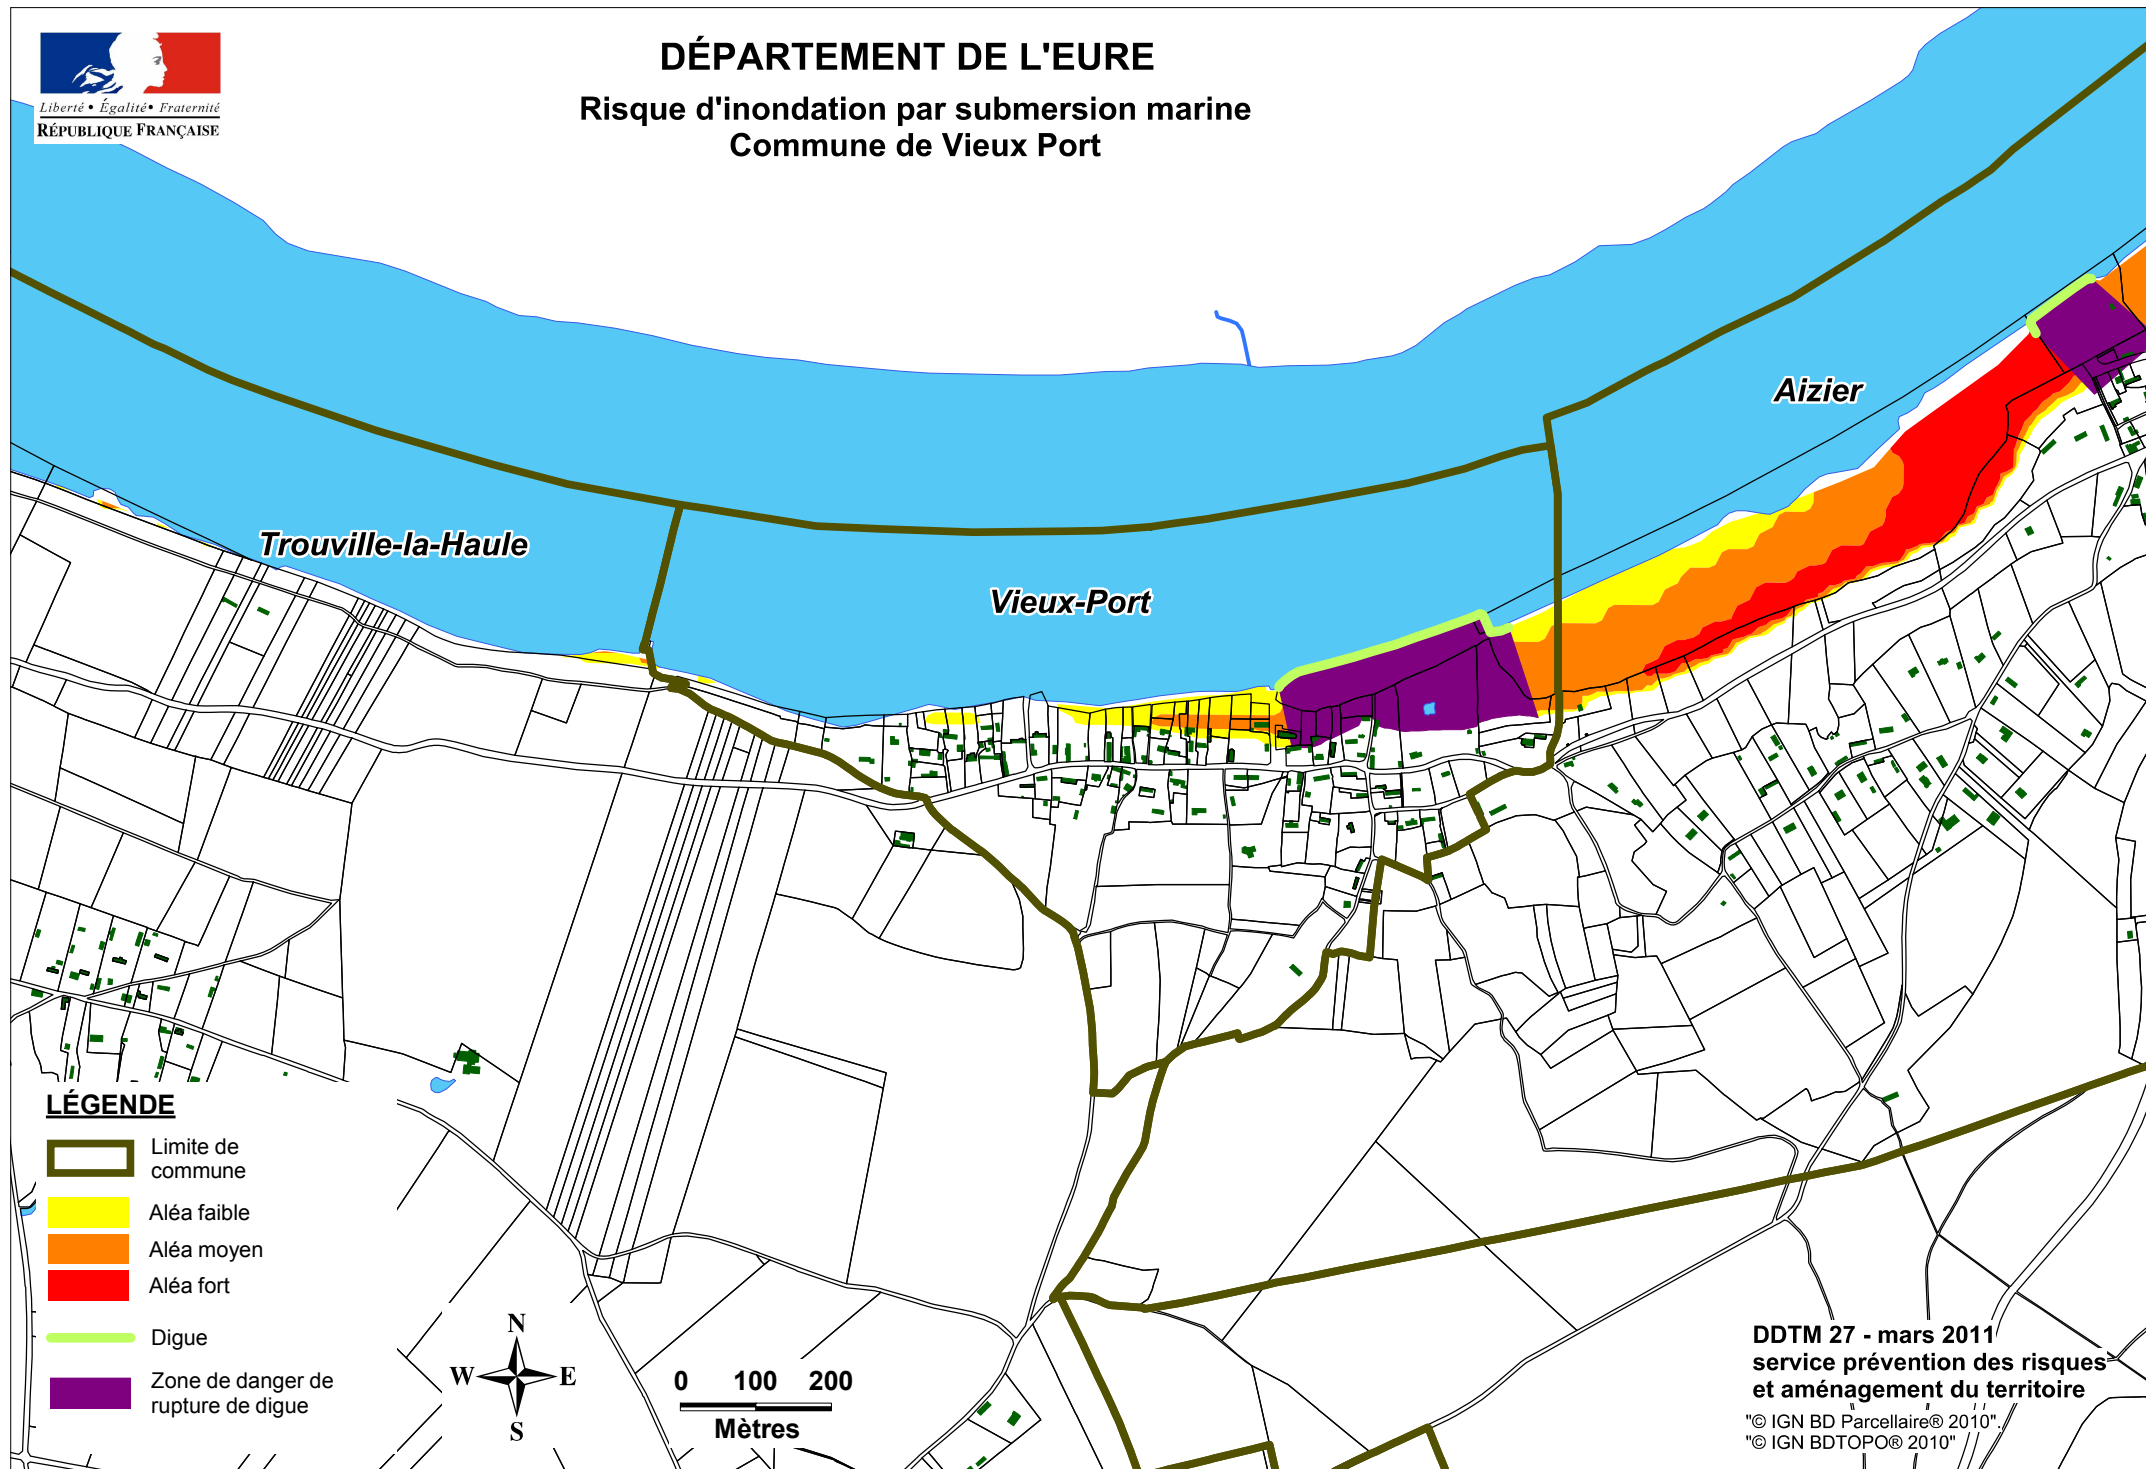 Liberté • Égalité • Fraternité
RÉPUBLIQUE FRANÇAISE
DÉPARTEMENT DE L'EURE
Risque d'inondation par submersion marine
Commune de Vieux Port
Aizier
Trouville-la-Haule
Vieux-Port
LÉGENDE
Limite de
commune
Aléa faible
Aléa moyen
Aléa fort
Digue
Zone de danger de
rupture de digue
N
W E
S
0 100 200
Mètres
DDTM 27 - mars 2011
service prévention des risques
et aménagement du territoire
"© IGN BD Parcellaire® 2010".
"© IGN BDTOPO® 2010"